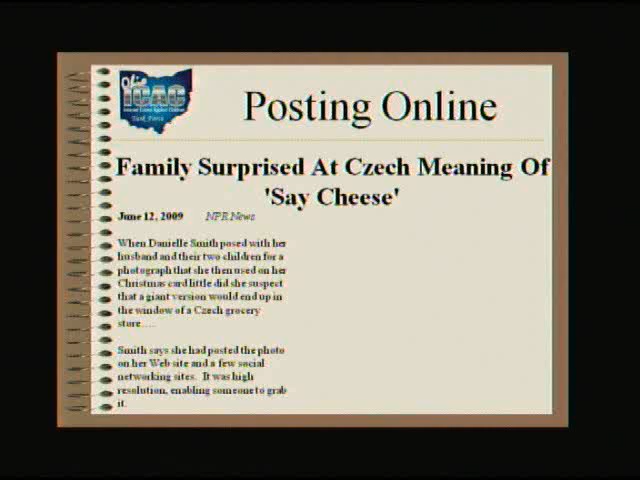 Ohio
ICAC
Task Force
Posting Online
Family Surprised At Czech Meaning Of
'Say Cheese'
June 12, 2009 NPR News
When Danielle Smith posed with her
husband and their two children for a
photograph that she then used on her
Christmas card little did she suspect
that a giant version would end up in
the window of a Czech grocery
store….
Smith says she had posted the photo
on her Web site and a few social
networking sites. It was high
resolution, enabling someone to grab
it.